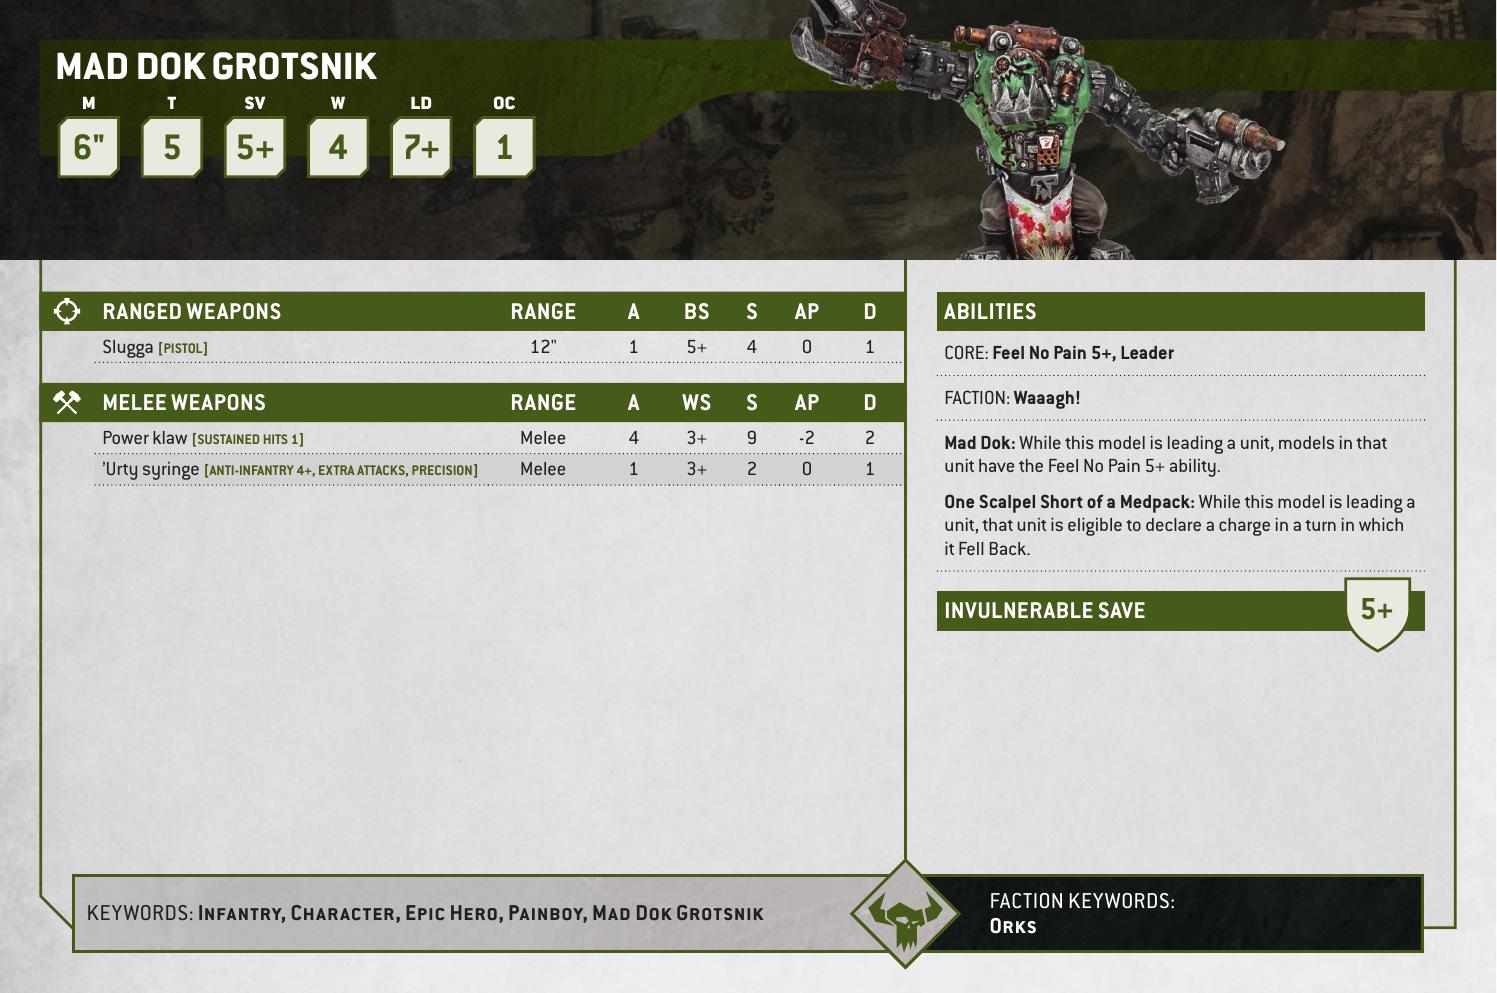 MAD DOK GROTSNIK
M T SV W LD OC
6" 5 5+ 4 7+ 1
RANGED WEAPONS RANGE A BS S AP D
Slugga [PISTOL] 12" 1 5+ 4 0 1
MELEE WEAPONS RANGE A WS S AP D
Power klaw [SUSTAINED HITS 1] Melee 4 3+ 9 -2 2
'Urty syringe [ANTI-INFANTRY 4+, EXTRA ATTACKS, PRECISION] Melee 1 3+ 2 0 1
ABILITIES
CORE: Feel No Pain 5+, Leader
FACTION: Waaagh!
Mad Dok: While this model is leading a unit, models in that
unit have the Feel No Pain 5+ ability.
One Scalpel Short of a Medpack: While this model is leading a
unit, that unit is eligible to declare a charge in a turn in which
it Fell Back.
INVULNERABLE SAVE 5+
KEYWORDS: INFANTRY, CHARACTER, EPIC HERO, PAINBOY, MAD DOK GROTSNIK
FACTION KEYWORDS:
ORKS